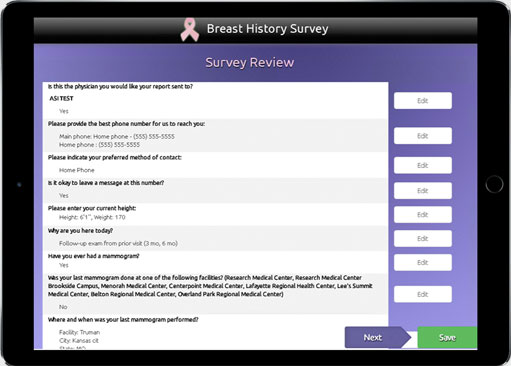 Breast History Survey
Survey Review
Is this the physician you would like your report sent to?
ASI TEST
Yes
Edit
Please provide the best phone number for us to reach you:
Main phone: Home phone - (555) 555-5555
Home phone : (555) 555-5555
Edit
Please indicate your preferred method of contact:
Home Phone
Edit
Is it okay to leave a message at this number?
Yes
Edit
Please enter your current height:
Height: 6'1", Weight: 170
Edit
Why are you here today?
Follow-up exam from prior visit (3 mo, 6 mo)
Edit
Have you ever had a mammogram?
Yes
Edit
Was your last mammogram done at one of the following facilities? (Research Medical Center, Research Medical Center
Brookside Campus, Menorah Medical Center, Centerpoint Medical Center, Lafayette Regional Health Center, Lee's Summit
Medical Center, Belton Regional Medical Center, Overland Park Regional Medical Center)
No
Edit
Where and when was your last mammogram performed?
Facility: Truman
City: Kansas cit
State: MO
Next
Save